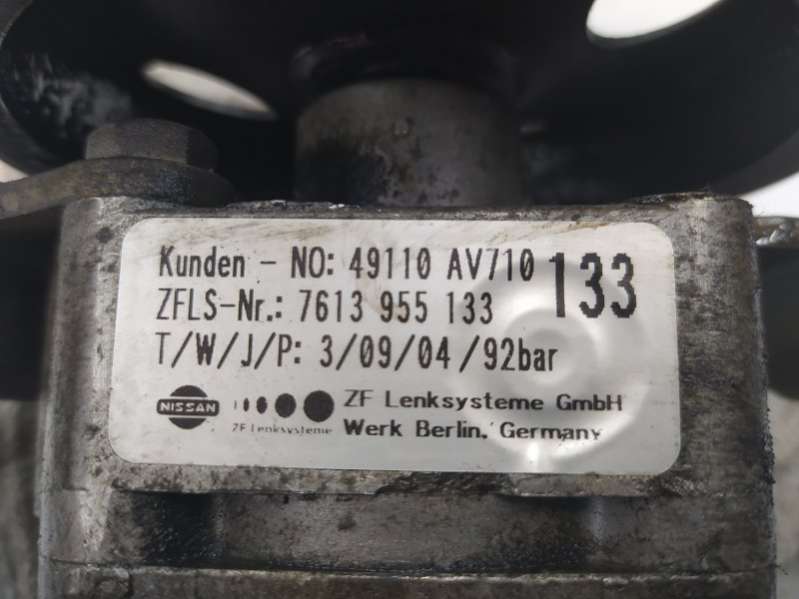 Kunden - NO: 49110 AV710 133
ZFLS-Nr.: 7613 955 133
T/W/J/P: 3/09/04/92bar
NISSAN ZF Lenksysteme ZF Lenksysteme GmbH
Werk Berlin, Germany